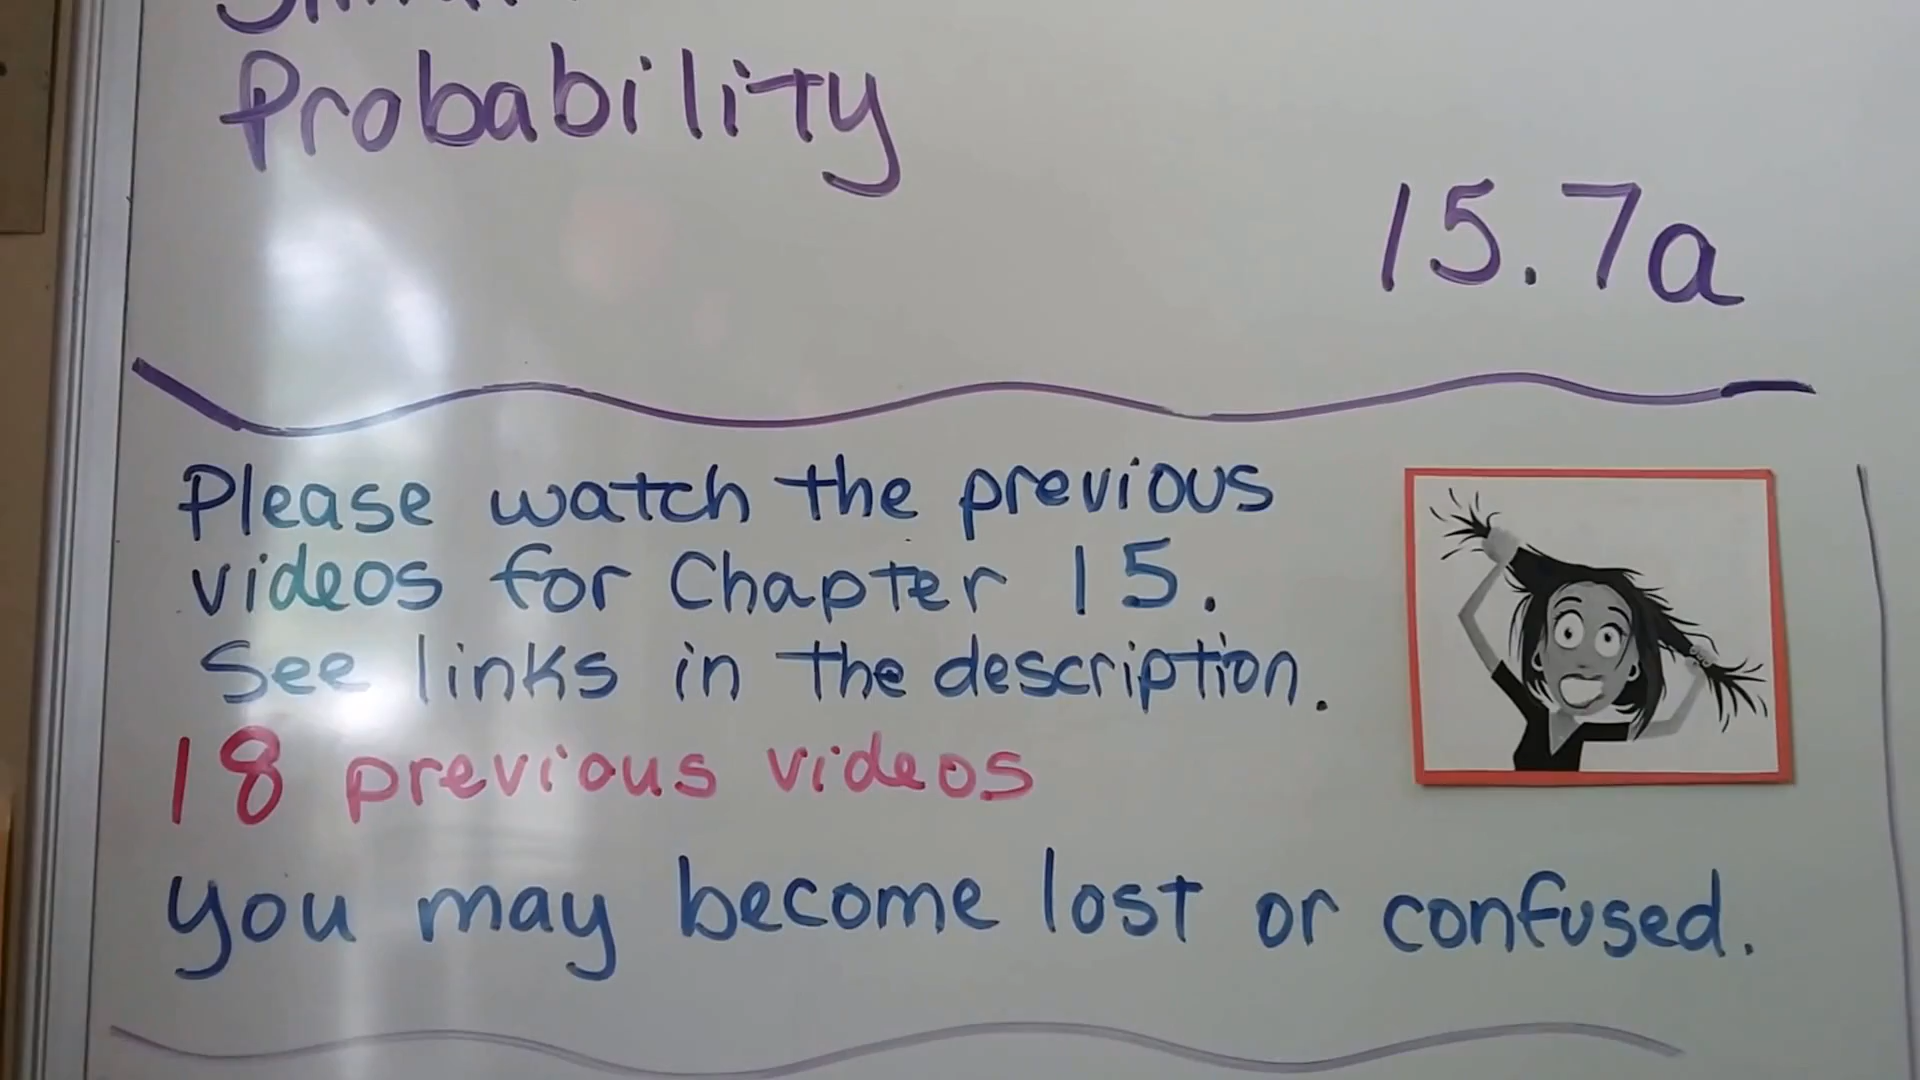 Probability
15.7a
Please watch the previous
videos for Chapter 15.
See links in the description.
18 previous videos
you may become lost or confused.